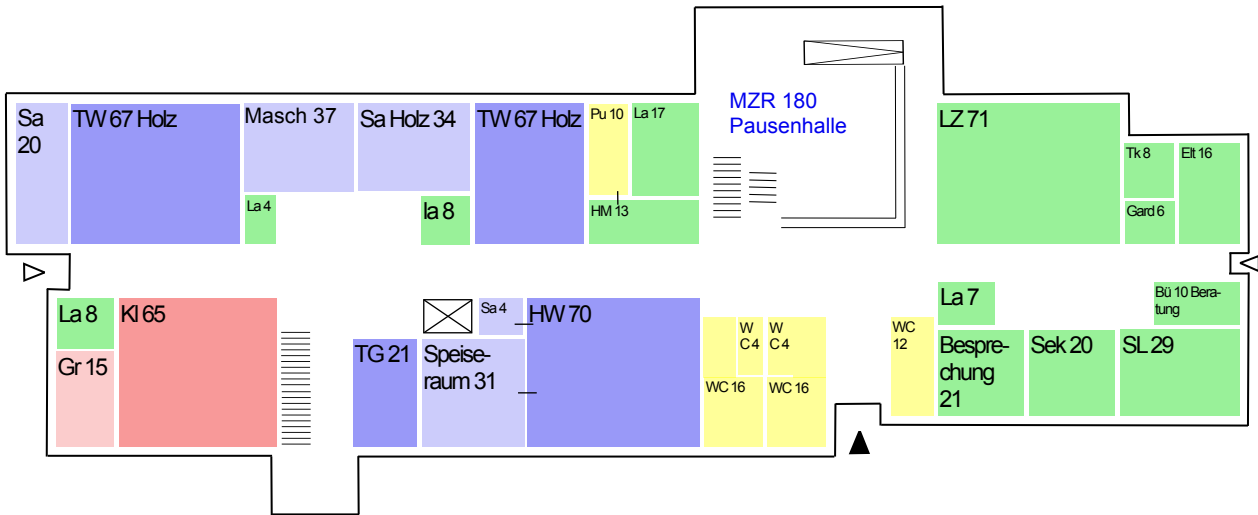 MZR 180
Pausenhalle
Sa
20
TW 67 Holz
Masch 37
Sa Holz 34
TW 67 Holz
Pu 10
La 17
LZ 71
Tk 8
Elt 16
La 4
la 8
HM 13
Gard 6
La 8
Kl 65
Sa 4
HW 70
La 7
Bü 10 Bera-
tung
Gr 15
TG 21
Speise-
raum 31
W
C 4
W
C 4
WC 16
WC 16
WC
12
Bespre-
chung
21
Sek 20
SL 29